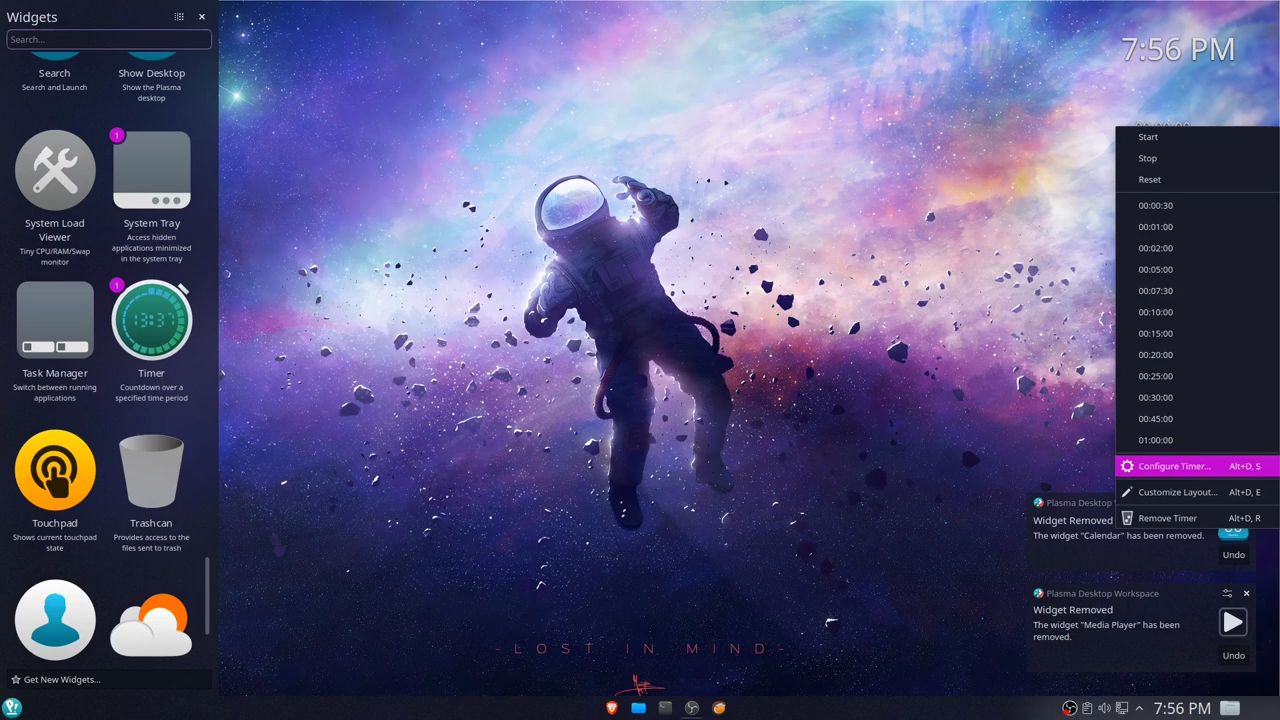 Widgets
Search...
Search
Search and Launch
Show Desktop
Show the Plasma
desktop
1
System Load
Viewer
Tiny CPU/RAM/Swap
monitor
System Tray
Access hidden
applications minimized
in the system tray
Task Manager
Switch between running
applications
1
13:37
Timer
Countdown over a
specified time period
Touchpad
Shows current touchpad
state
Trashcan
Provides access to the
files sent to trash
Get New Widgets...
7:56 PM
Start
Stop
Reset
00:00:30
00:01:00
00:02:00
00:05:00
00:07:30
00:10:00
00:15:00
00:20:00
00:25:00
00:30:00
00:45:00
01:00:00
Configure Timer... Alt+D, S
Customize Layout... Alt+D, E
Remove Timer Alt+D, R
Plasma Desktop
Widget Removed
The widget "Calendar" has been removed.
Undo
Plasma Desktop Workspace
Widget Removed
The widget "Media Player" has been
removed.
Undo
- LOST IN MIND -
7:56 PM